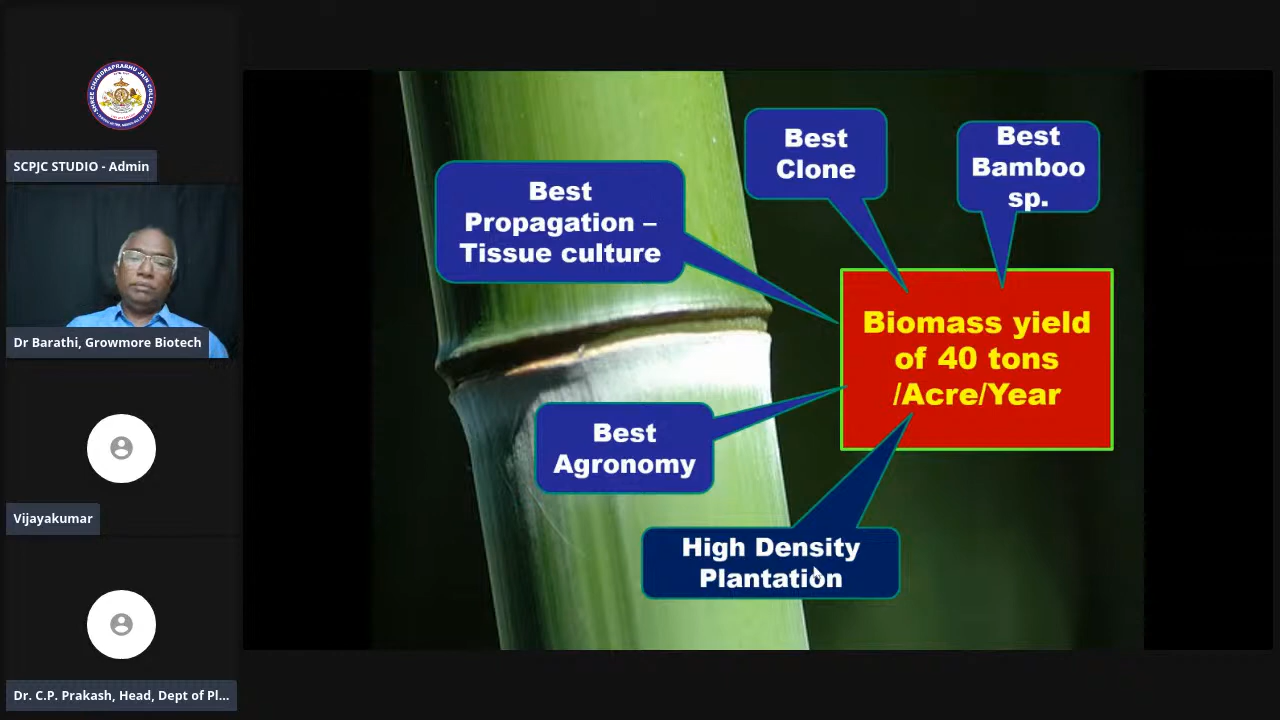 SCPJC STUDIO - Admin
Dr Barathi, Growmore Biotech
Vijayakumar
Dr. C.P. Prakash, Head, Dept of Pl...
Best
Propagation –
Tissue culture
Best
Clone
Best
Bamboo
sp.
Biomass yield
of 40 tons
/Acre/Year
Best
Agronomy
High Density
Plantation